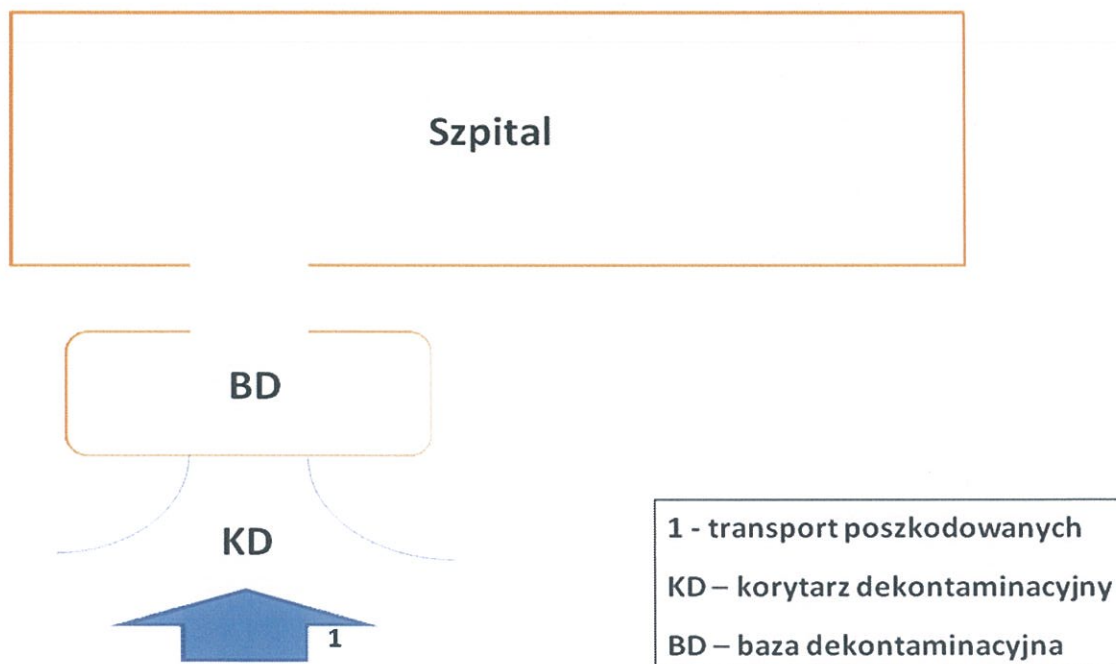 Szpital
BD
KD
1
1 - transport poszkodowanych
KD – korytarz dekontaminacyjny
BD – baza dekontaminacyjna